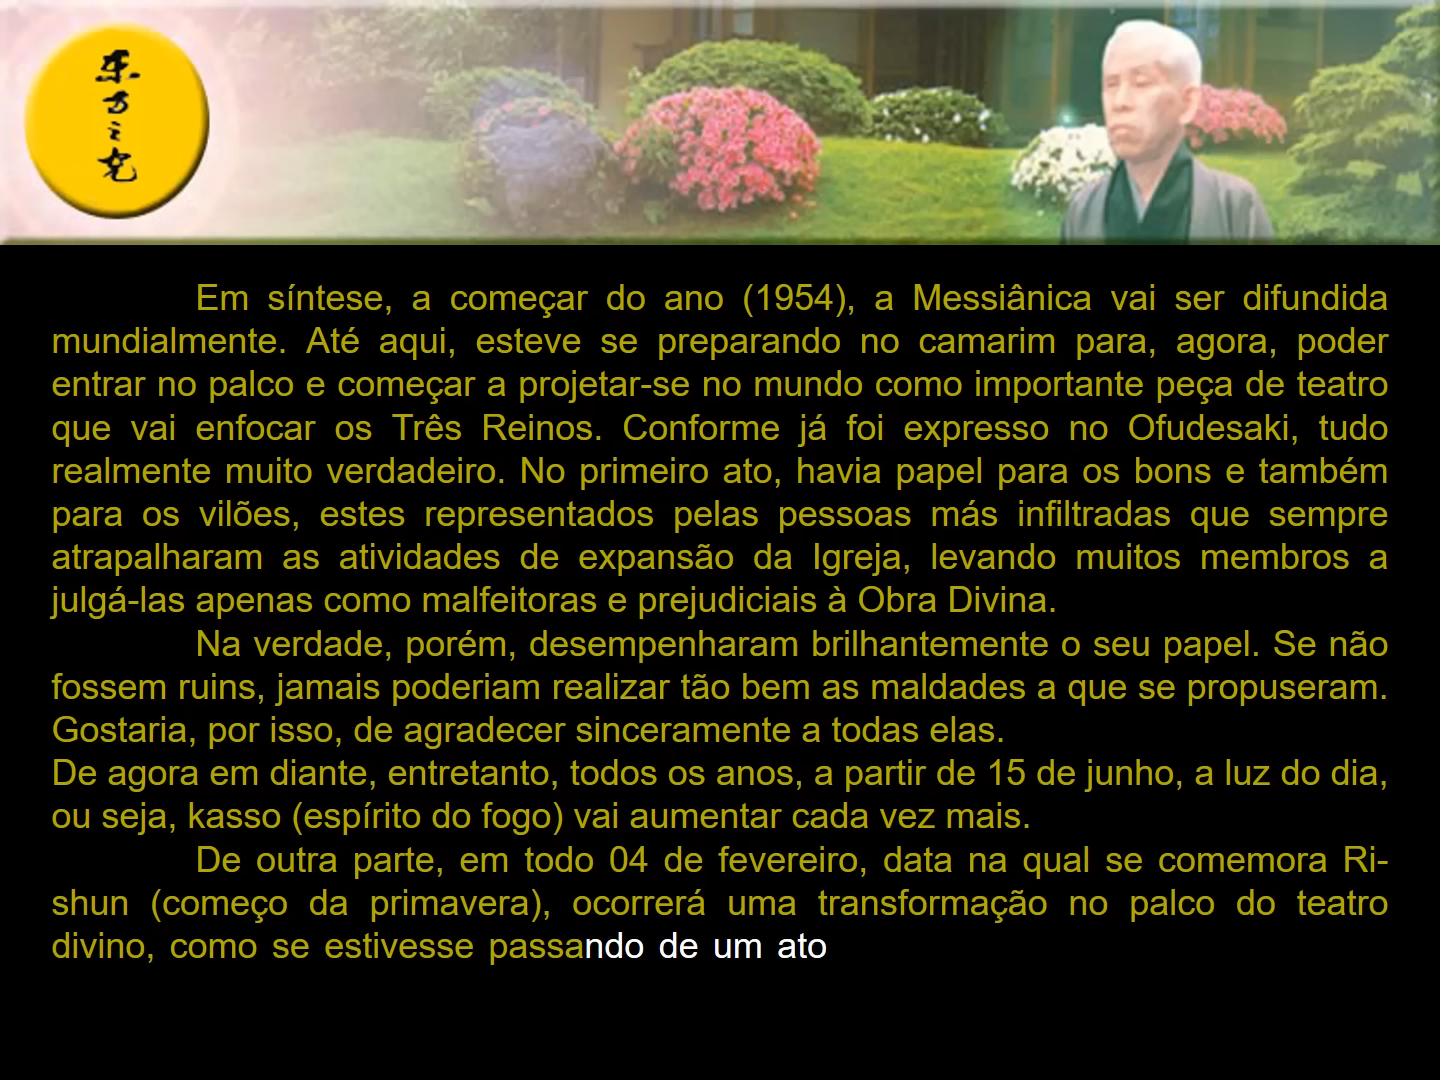 東
方
之
光
Em síntese, a começar do ano (1954), a Messiânica vai ser difundida
mundialmente. Até aqui, esteve se preparando no camarim para, agora, poder
entrar no palco e começar a projetar-se no mundo como importante peça de teatro
que vai enfocar os Três Reinos. Conforme já foi expresso no Ofudesaki, tudo
realmente muito verdadeiro. No primeiro ato, havia papel para os bons e também
para os vilões, estes representados pelas pessoas más infiltradas que sempre
atrapalharam as atividades de expansão da Igreja, levando muitos membros a
julgá-las apenas como malfeitoras e prejudiciais à Obra Divina.
Na verdade, porém, desempenharam brilhantemente o seu papel. Se não
fossem ruins, jamais poderiam realizar tão bem as maldades a que se propuseram.
Gostaria, por isso, de agradecer sinceramente a todas elas.
De agora em diante, entretanto, todos os anos, a partir de 15 de junho, a luz do dia,
ou seja, kasso (espírito do fogo) vai aumentar cada vez mais.
De outra parte, em todo 04 de fevereiro, data na qual se comemora Ri-
shun (começo da primavera), ocorrerá uma transformação no palco do teatro
divino, como se estivesse passando de um ato